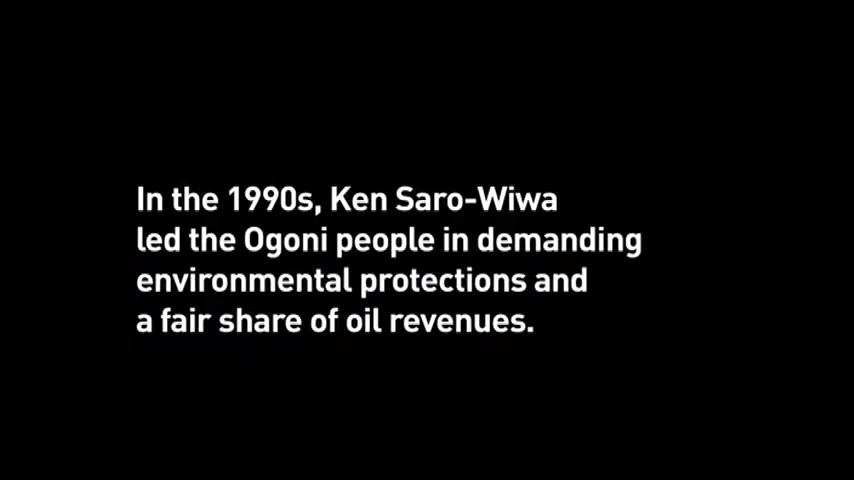 In the 1990s, Ken Saro-Wiwa
led the Ogoni people in demanding
environmental protections and
a fair share of oil revenues.